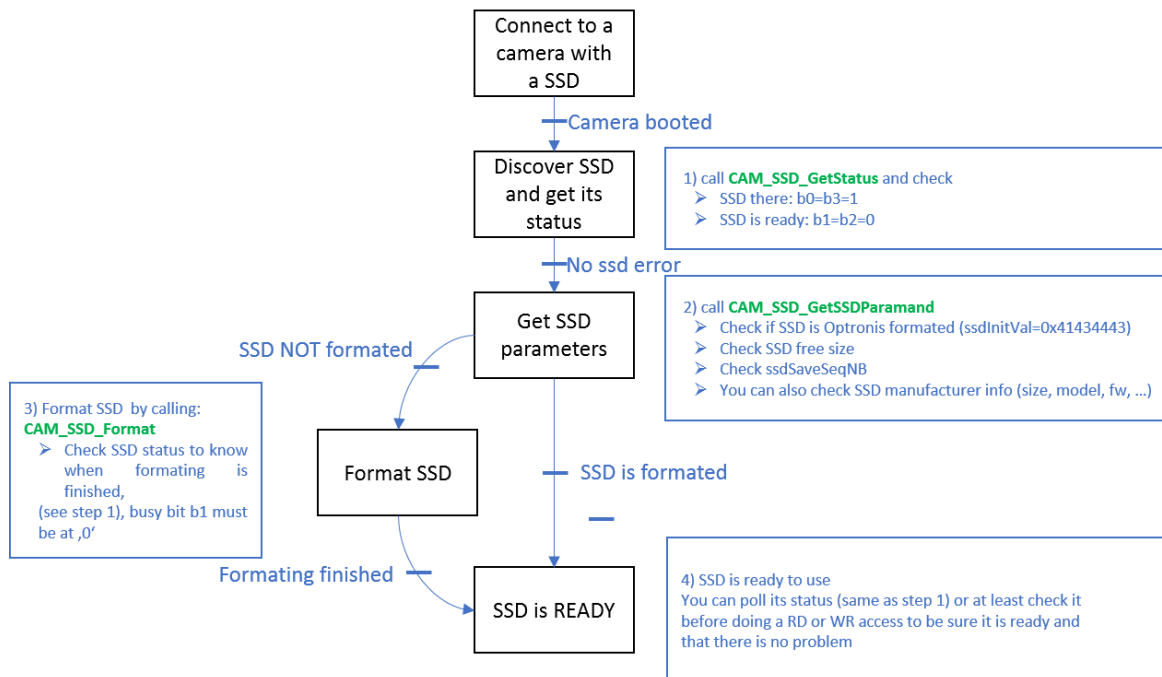 Connect to a
camera with
a SSD
Camera booted
Discover SSD
and get its
status
1) call CAM_SSD_GetStatus and check
➢ SSD there: b0=b3=1
➢ SSD is ready: b1=b2=0
No ssd error
Get SSD
parameters
2) call CAM_SSD_GetSSDParamand
➢ Check if SSD is Optronis formated (ssdInitVal=0x41434443)
➢ Check SSD free size
➢ Check ssdSaveSeqNB
➢ You can also check SSD manufacturer info (size, model, fw, ...)
SSD NOT formated
3) Format SSD by calling:
CAM_SSD_Format
➢ Check SSD status to know
when formating is
finished,
(see step 1), busy bit b1 must
be at ‚0‘
Format SSD
SSD is formated
Formating finished
SSD is READY
4) SSD is ready to use
You can poll its status (same as step 1) or at least check it
before doing a RD or WR access to be sure it is ready and
that there is no problem